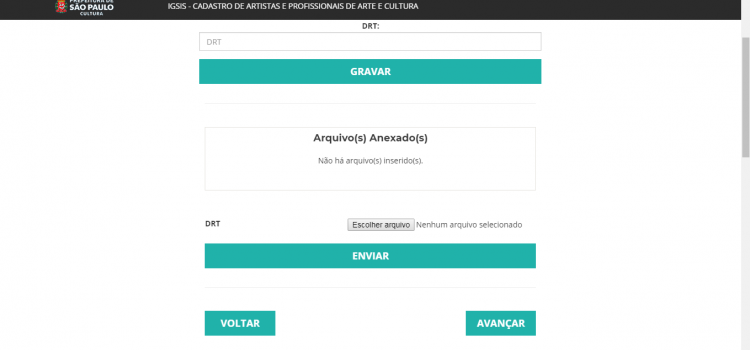 PREFEITURA DE
SÃO PAULO
CULTURA
IGSIS - CADASTRO DE ARTISTAS E PROFISSIONAIS DE ARTE E CULTURA
DRT:
DRT
GRAVAR
Arquivo(s) Anexado(s)
Não há arquivo(s) inserido(s).
DRT
Escolher arquivo Nenhum arquivo selecionado
ENVIAR
VOLTAR
AVANÇAR